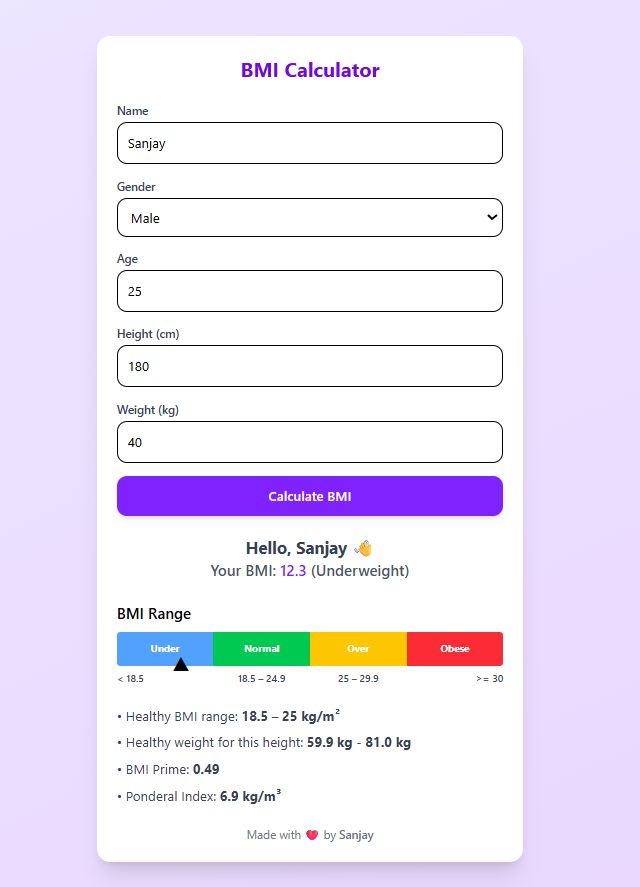 BMI Calculator
Name
Sanjay
Gender
Male
Age
25
Height (cm)
180
Weight (kg)
40
Calculate BMI
Hello, Sanjay 👋
Your BMI: 12.3 (Underweight)
BMI Range
Under Normal Over Obese
< 18.5 18.5 – 24.9 25 – 29.9 >= 30
• Healthy BMI range: 18.5 – 25 kg/m²
• Healthy weight for this height: 59.9 kg - 81.0 kg
• BMI Prime: 0.49
• Ponderal Index: 6.9 kg/m³
Made with ❤️ by Sanjay